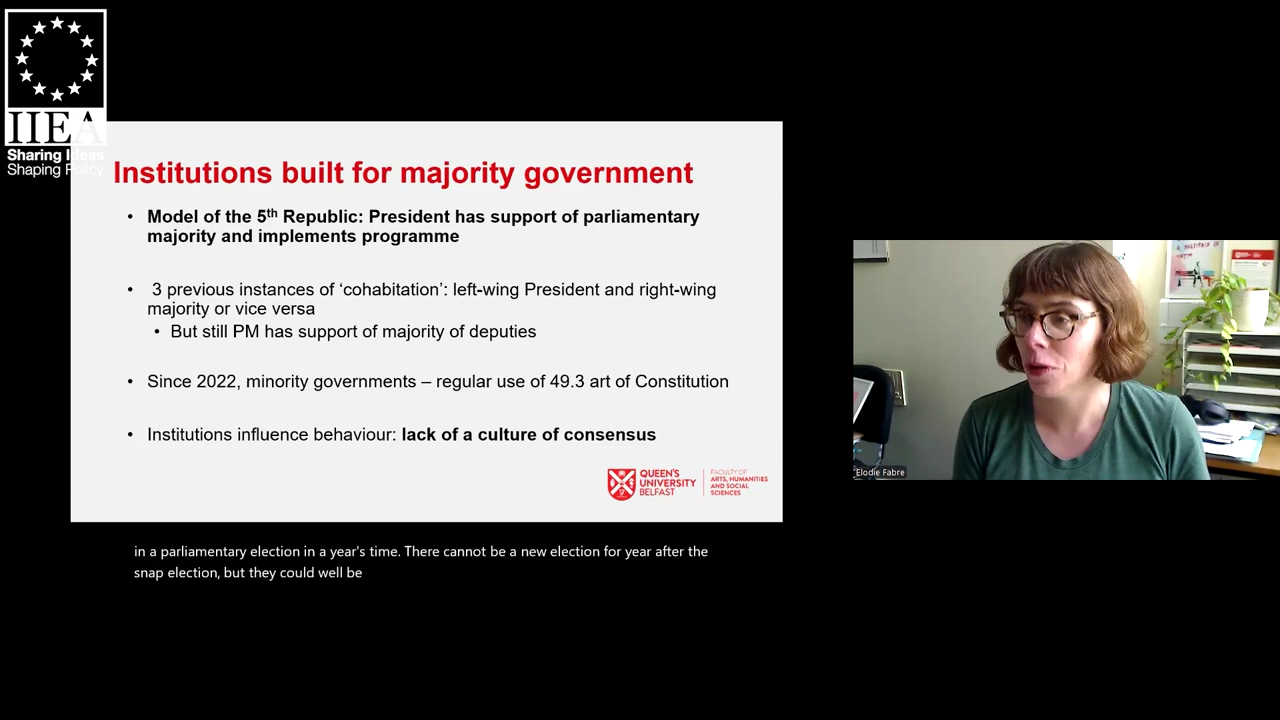 IIEA
Sharing Ideas
Shaping Policy
Institutions built for majority government
• Model of the 5th Republic: President has support of parliamentary
majority and implements programme
• 3 previous instances of ‘cohabitation’: left-wing President and right-wing
majority or vice versa
• But still PM has support of majority of deputies
• Since 2022, minority governments – regular use of 49.3 art of Constitution
• Institutions influence behaviour: lack of a culture of consensus
QUEEN'S
UNIVERSITY
BELFAST
FACULTY OF
ARTS, HUMANITIES
AND SOCIAL
SCIENCES
Elodie Fabre
in a parliamentary election in a year's time. There cannot be a new election for year after the
snap election, but they could well be